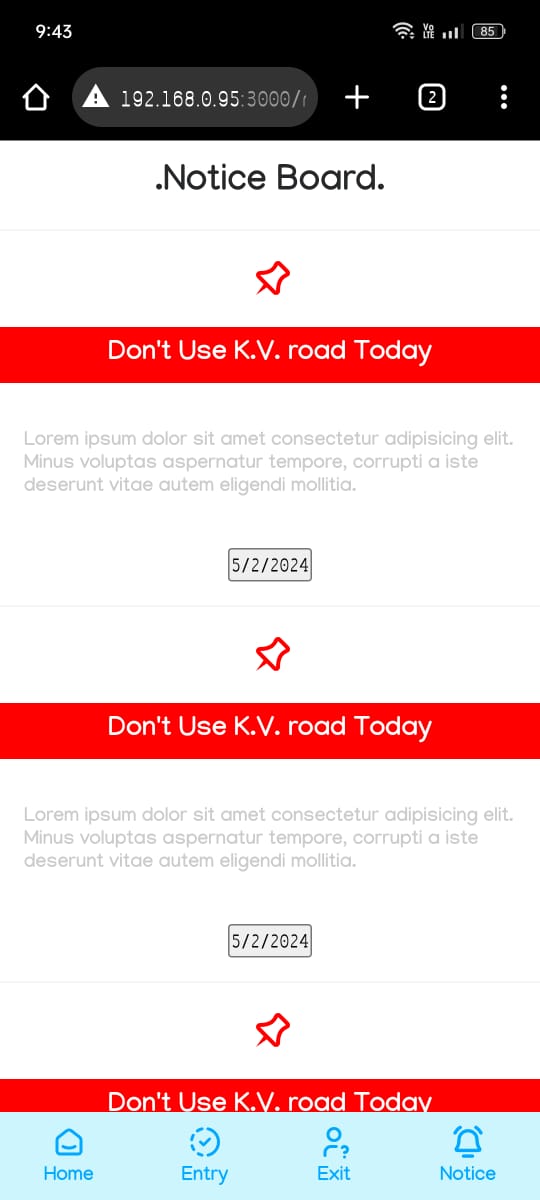 9:43
Vo
LTE
85
192.168.0.95:3000/
2
.Notice Board.
Don't Use K.V. road Today
Lorem ipsum dolor sit amet consectetur adipisicing elit.
Minus voluptas aspernatur tempore, corrupti a iste
deserunt vitae autem eligendi mollitia.
5/2/2024
Don't Use K.V. road Today
Lorem ipsum dolor sit amet consectetur adipisicing elit.
Minus voluptas aspernatur tempore, corrupti a iste
deserunt vitae autem eligendi mollitia.
5/2/2024
Don't Use K.V. road Today
Home Entry Exit Notice